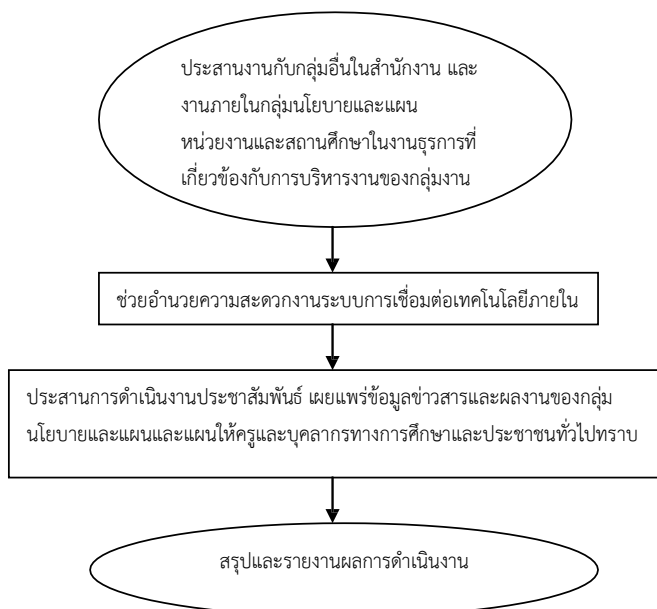 ประสานงานกับกลุ่มอื่นในสำนักงาน และ
งานภายในกลุ่มนโยบายและแผน
หน่วยงานและสถานศึกษาในงานธุรการที่
เกี่ยวข้องกับการบริหารงานของกลุ่มงาน
ช่วยอำนวยความสะดวกงานระบบการเชื่อมต่อเทคโนโลยีภายใน
ประสานการดำเนินงานประชาสัมพันธ์ เผยแพร่ข้อมูลข่าวสารและผลงานของกลุ่ม
นโยบายและแผนและแผนให้ครูและบุคลากรทางการศึกษาและประชาชนทั่วไปทราบ
สรุปและรายงานผลการดำเนินงาน